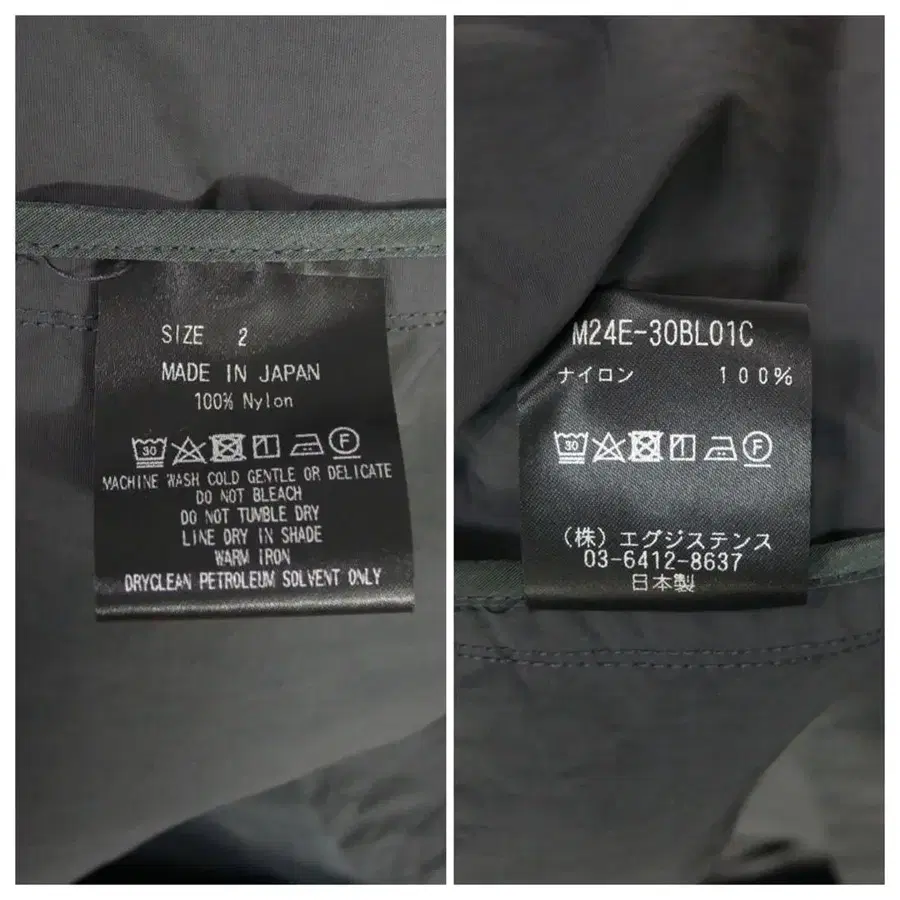 SIZE 2
MADE IN JAPAN
100% Nylon
30 F
MACHINE WASH COLD GENTLE OR DELICATE
DO NOT BLEACH
DO NOT TUMBLE DRY
LINE DRY IN SHADE
WARM IRON
DRYCLEAN PETROLEUM SOLVENT ONLY
M24E-30BL01C
ナイロン 100%
30 F
(株)エグジステンス
03-6412-8637
日本製